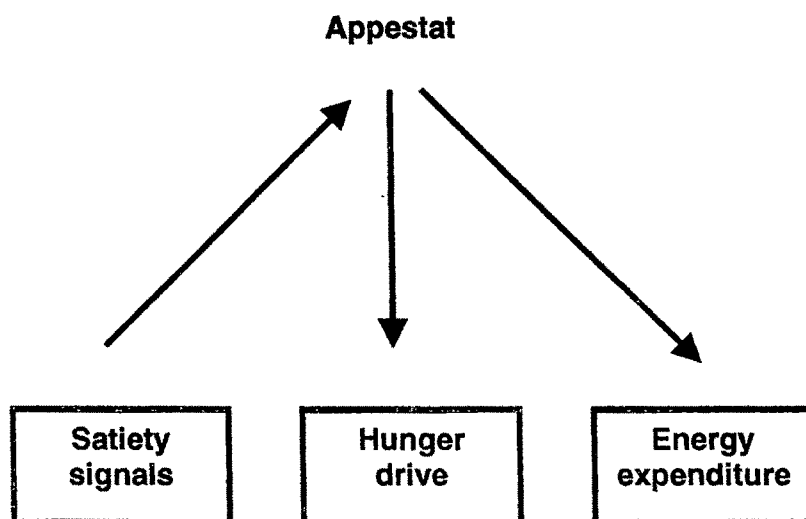 Appestat
Satiety
signals
Hunger
drive
Energy
expenditure